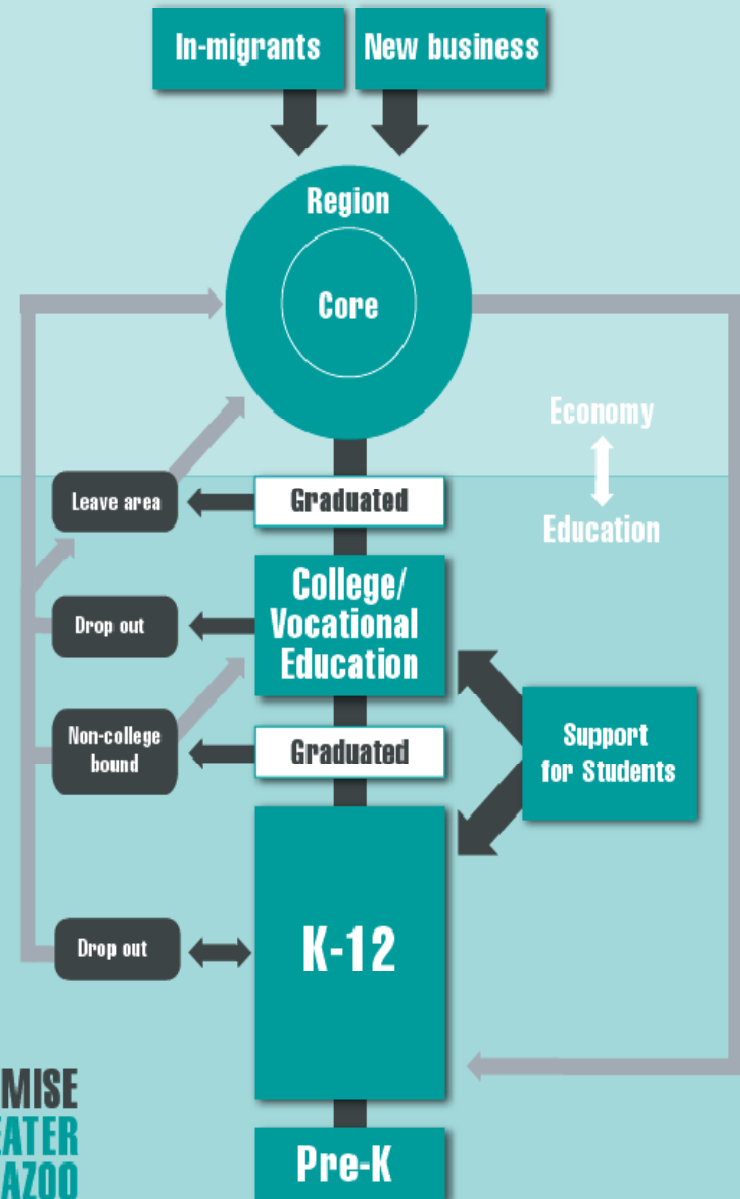 In-migrants
New business
Region
Core
Economy
Education
Leave area
Graduated
College/
Vocational
Education
Drop out
Non-college
bound
Graduated
Support
for Students
K-12
Drop out
MISE
EATER
AZOO
Pre-K